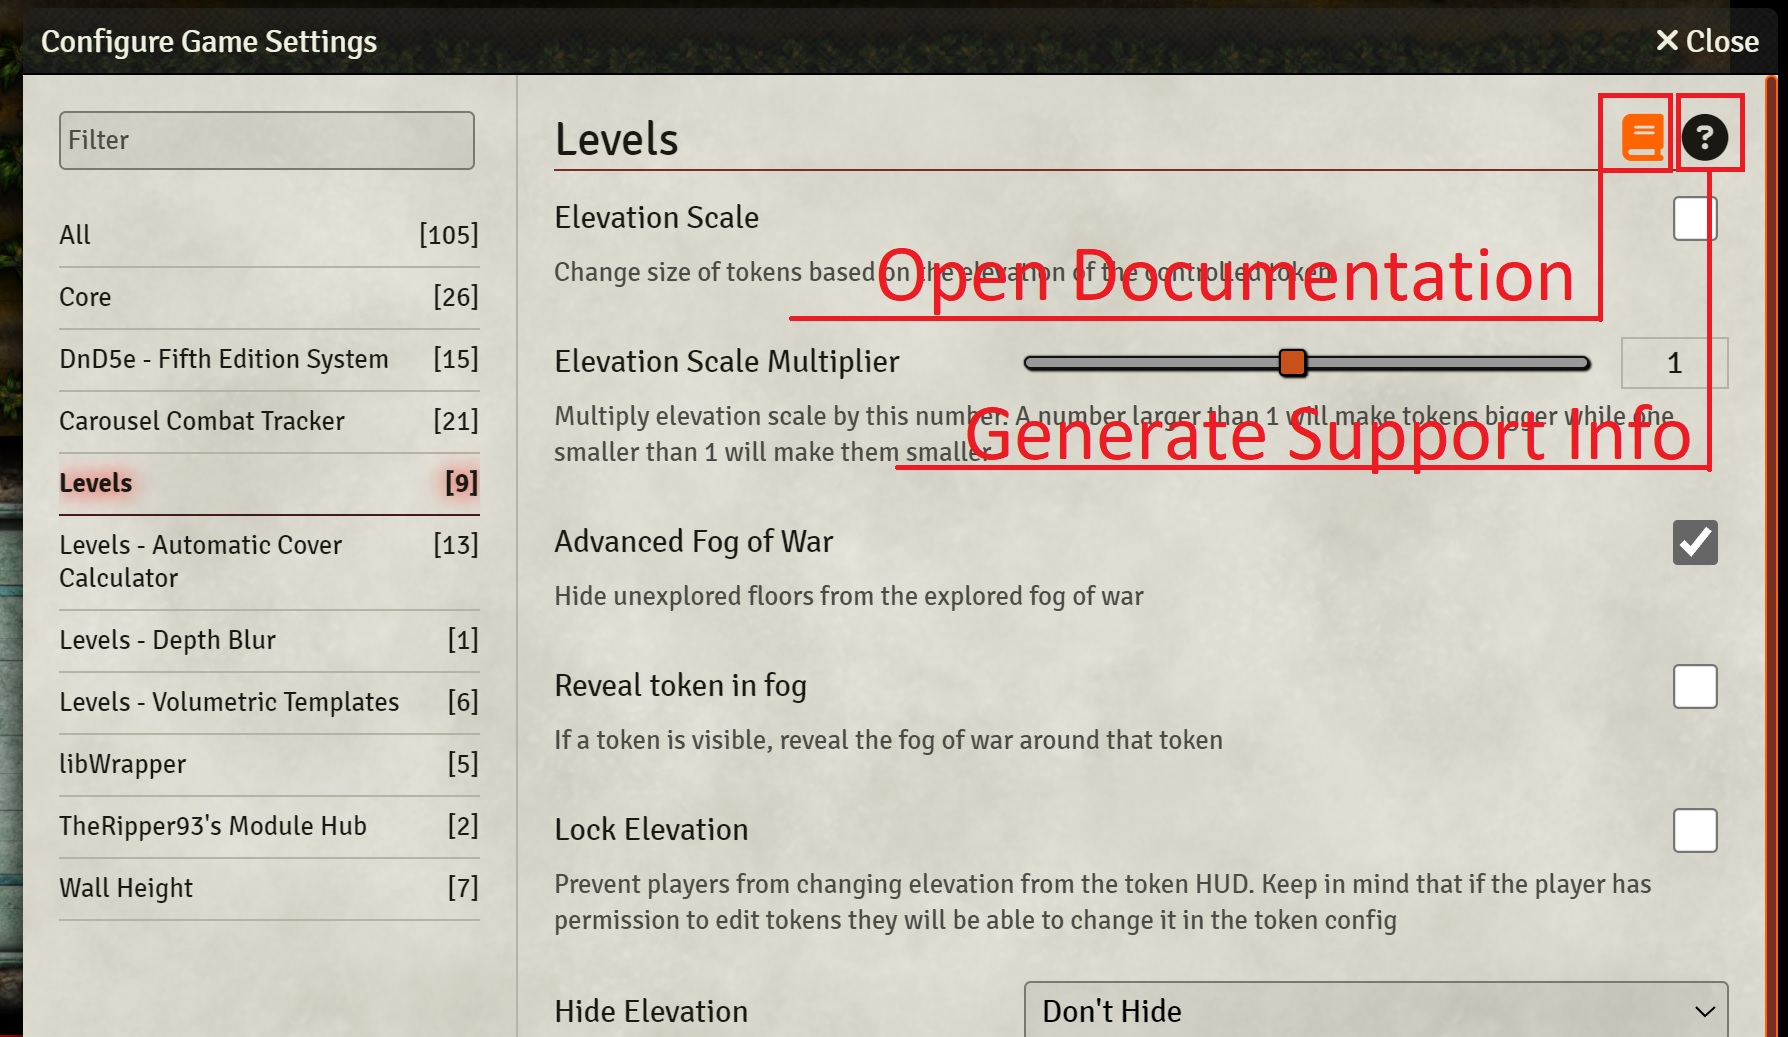 Configure Game Settings
Close
Filter
All [105]
Core [26]
DnD5e - Fifth Edition System [15]
Carousel Combat Tracker [21]
Levels [9]
Levels - Automatic Cover [13]
Calculator
Levels - Depth Blur [1]
Levels - Volumetric Templates [6]
libWrapper [5]
TheRipper93's Module Hub [2]
Wall Height [7]
Levels
?
Elevation Scale
Change size of tokens based on the elevation of the controlled token
Open Documentation
Elevation Scale Multiplier 1
Multiply elevation scale by this number. A number larger than 1 will make tokens bigger while one
smaller than 1 will make them smaller
Generate Support Info
Advanced Fog of War
Hide unexplored floors from the explored fog of war
Reveal token in fog
If a token is visible, reveal the fog of war around that token
Lock Elevation
Prevent players from changing elevation from the token HUD. Keep in mind that if the player has
permission to edit tokens they will be able to change it in the token config
Hide Elevation Don't Hide